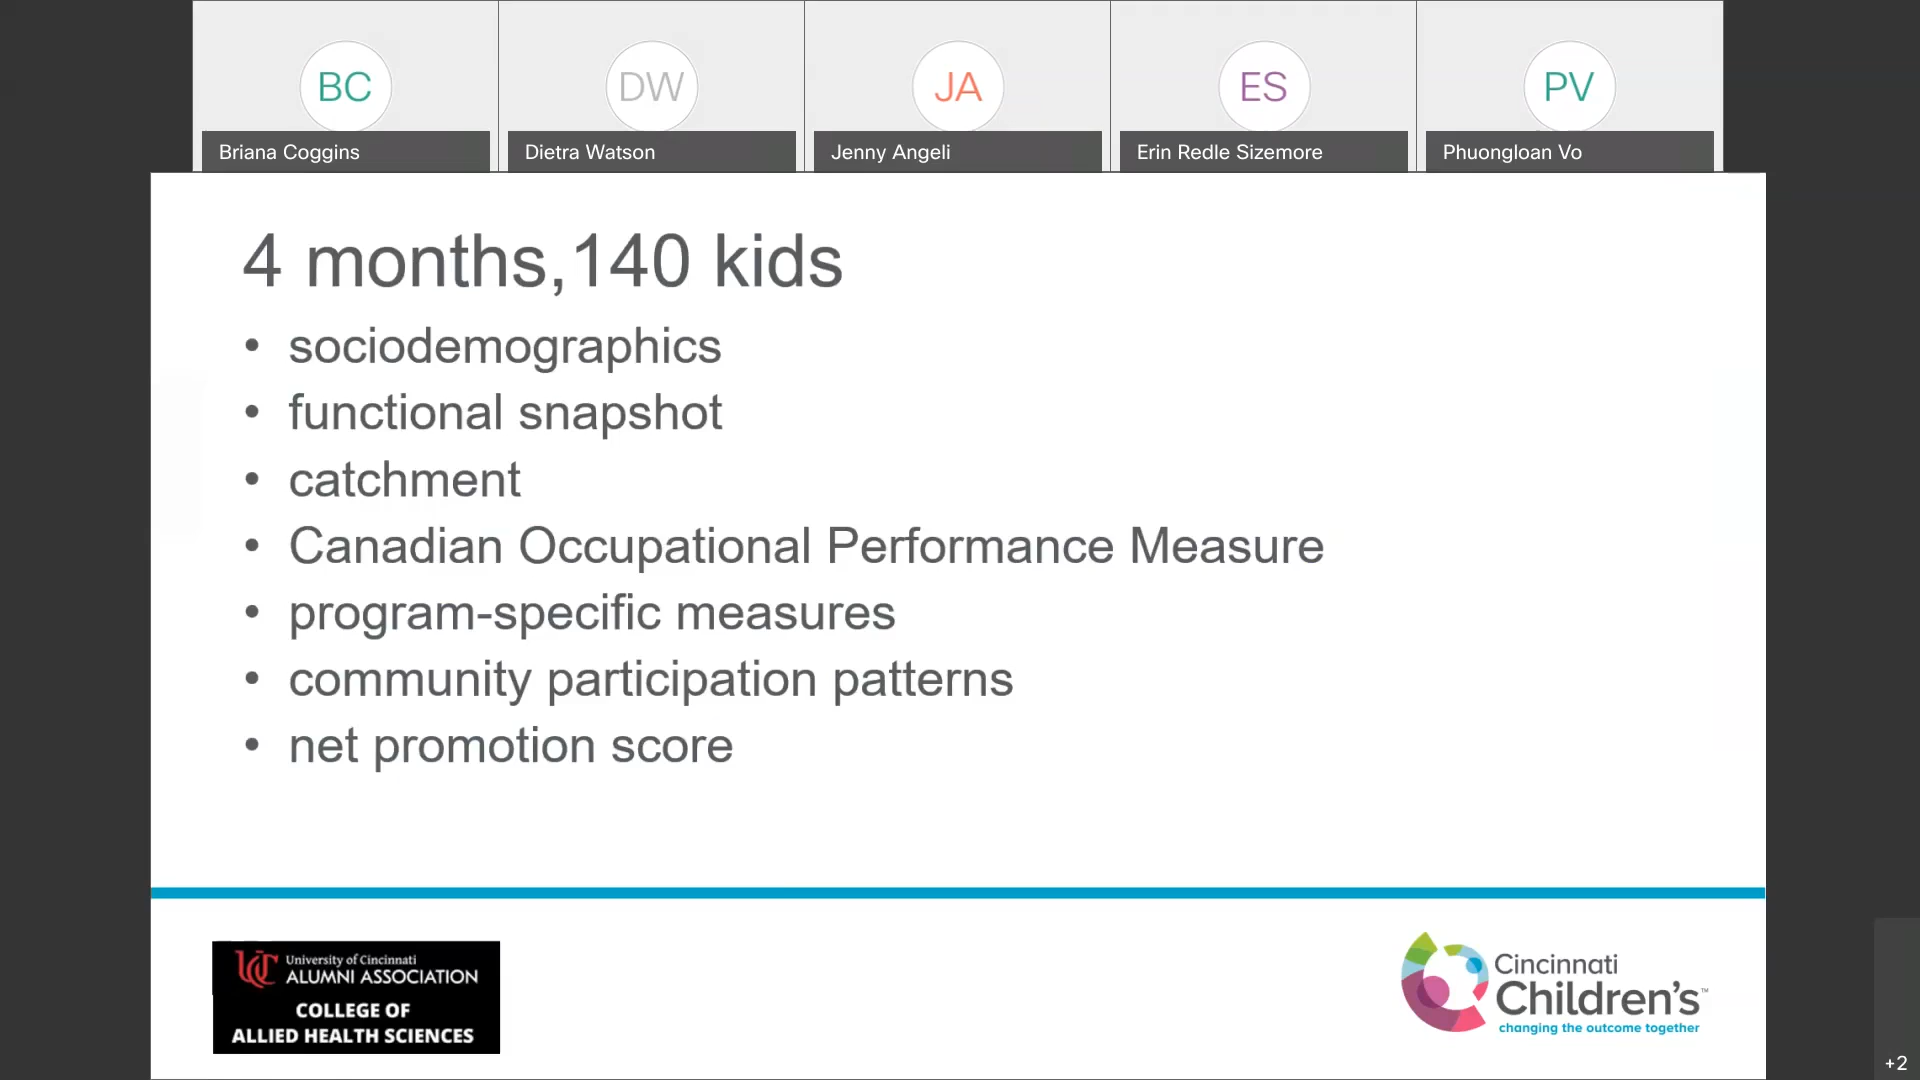 BC
DW
JA
ES
PV
Briana Coggins
Dietra Watson
Jenny Angeli
Erin Redle Sizemore
Phuongloan Vo
4 months,140 kids
• sociodemographics
• functional snapshot
• catchment
• Canadian Occupational Performance Measure
• program-specific measures
• community participation patterns
• net promotion score
UC
University of Cincinnati
ALUMNI ASSOCIATION
COLLEGE OF
ALLIED HEALTH SCIENCES
Cincinnati
Children's™
changing the outcome together
+2